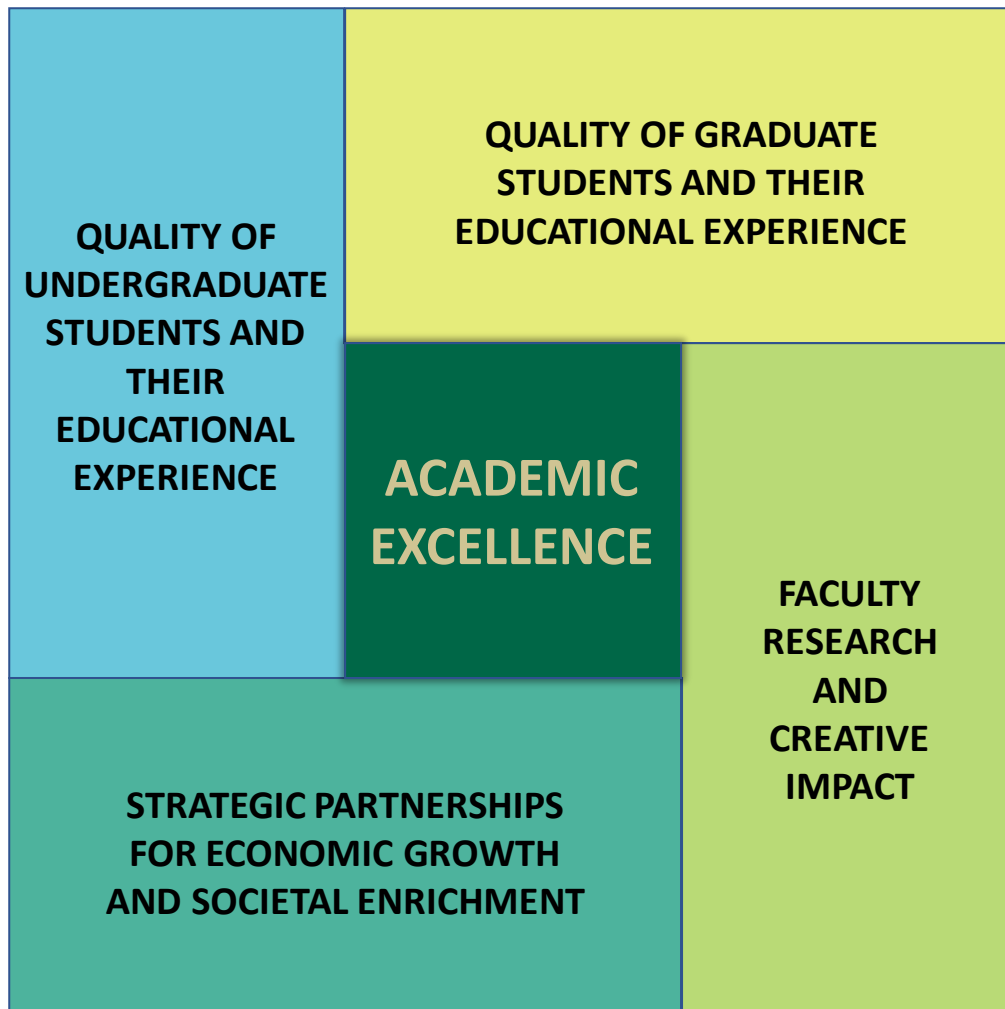 QUALITY OF
UNDERGRADUATE
STUDENTS AND
THEIR
EDUCATIONAL
EXPERIENCE
QUALITY OF GRADUATE
STUDENTS AND THEIR
EDUCATIONAL EXPERIENCE
ACADEMIC
EXCELLENCE
FACULTY
RESEARCH
AND
CREATIVE
IMPACT
STRATEGIC PARTNERSHIPS
FOR ECONOMIC GROWTH
AND SOCIETAL ENRICHMENT